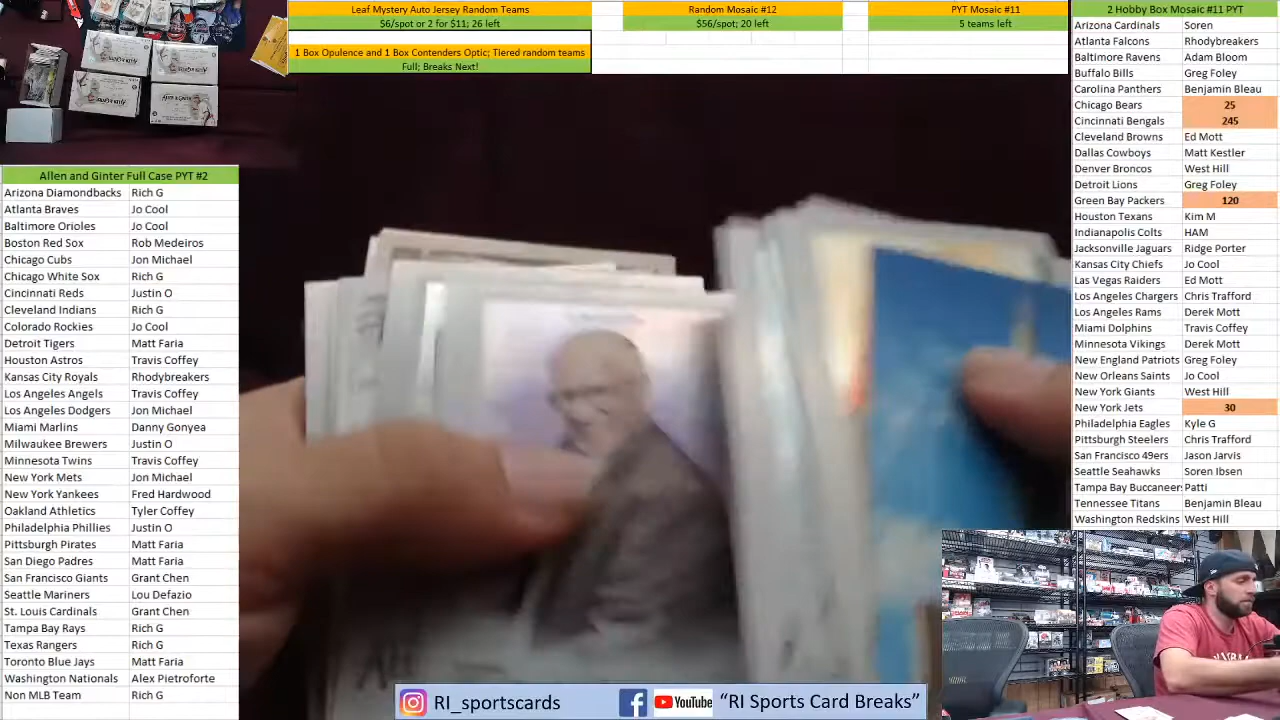 Leaf Mystery Auto Jersey Random Teams
$6/spot or 2 for $11; 26 left
1 Box Opulence and 1 Box Contenders Optic; Tiered random teams
Full; Breaks Next!
Random Mosaic #12
$56/spot; 20 left
PYT Mosaic #11
5 teams left
Allen and Ginter Full Case PYT #2
Arizona Diamondbacks Rich G
Atlanta Braves Jo Cool
Baltimore Orioles Jo Cool
Boston Red Sox Rob Medeiros
Chicago Cubs Jon Michael
Chicago White Sox Rich G
Cincinnati Reds Justin O
Cleveland Indians Rich G
Colorado Rockies Jo Cool
Detroit Tigers Matt Faria
Houston Astros Travis Coffey
Kansas City Royals Rhodybreakers
Los Angeles Angels Travis Coffey
Los Angeles Dodgers Jon Michael
Miami Marlins Danny Gonyea
Milwaukee Brewers Justin O
Minnesota Twins Travis Coffey
New York Mets Jon Michael
New York Yankees Fred Hardwood
Oakland Athletics Tyler Coffey
Philadelphia Phillies Justin O
Pittsburgh Pirates Matt Faria
San Diego Padres Matt Faria
San Francisco Giants Grant Chen
Seattle Mariners Lou Defazio
St. Louis Cardinals Grant Chen
Tampa Bay Rays Rich G
Texas Rangers Rich G
Toronto Blue Jays Matt Faria
Washington Nationals Alex Pietroforte
Non MLB Team Rich G
2 Hobby Box Mosaic #11 PYT
Arizona Cardinals Soren
Atlanta Falcons Rhodybreakers
Baltimore Ravens Adam Bloom
Buffalo Bills Greg Foley
Carolina Panthers Benjamin Bleau
Chicago Bears 25
Cincinnati Bengals 245
Cleveland Browns Ed Mott
Dallas Cowboys Matt Kestler
Denver Broncos West Hill
Detroit Lions Greg Foley
Green Bay Packers 120
Houston Texans Kim M
Indianapolis Colts HAM
Jacksonville Jaguars Ridge Porter
Kansas City Chiefs Jo Cool
Las Vegas Raiders Ed Mott
Los Angeles Chargers Chris Trafford
Los Angeles Rams Derek Mott
Miami Dolphins Travis Coffey
Minnesota Vikings Derek Mott
New England Patriots Greg Foley
New Orleans Saints Jo Cool
New York Giants West Hill
New York Jets 30
Philadelphia Eagles Kyle G
Pittsburgh Steelers Chris Trafford
San Francisco 49ers Jason Jarvis
Seattle Seahawks Soren Ibsen
Tampa Bay Buccaneers Patti
Tennessee Titans Benjamin Bleau
Washington Redskins West Hill
RI_sportscards YouTube "RI Sports Card Breaks"